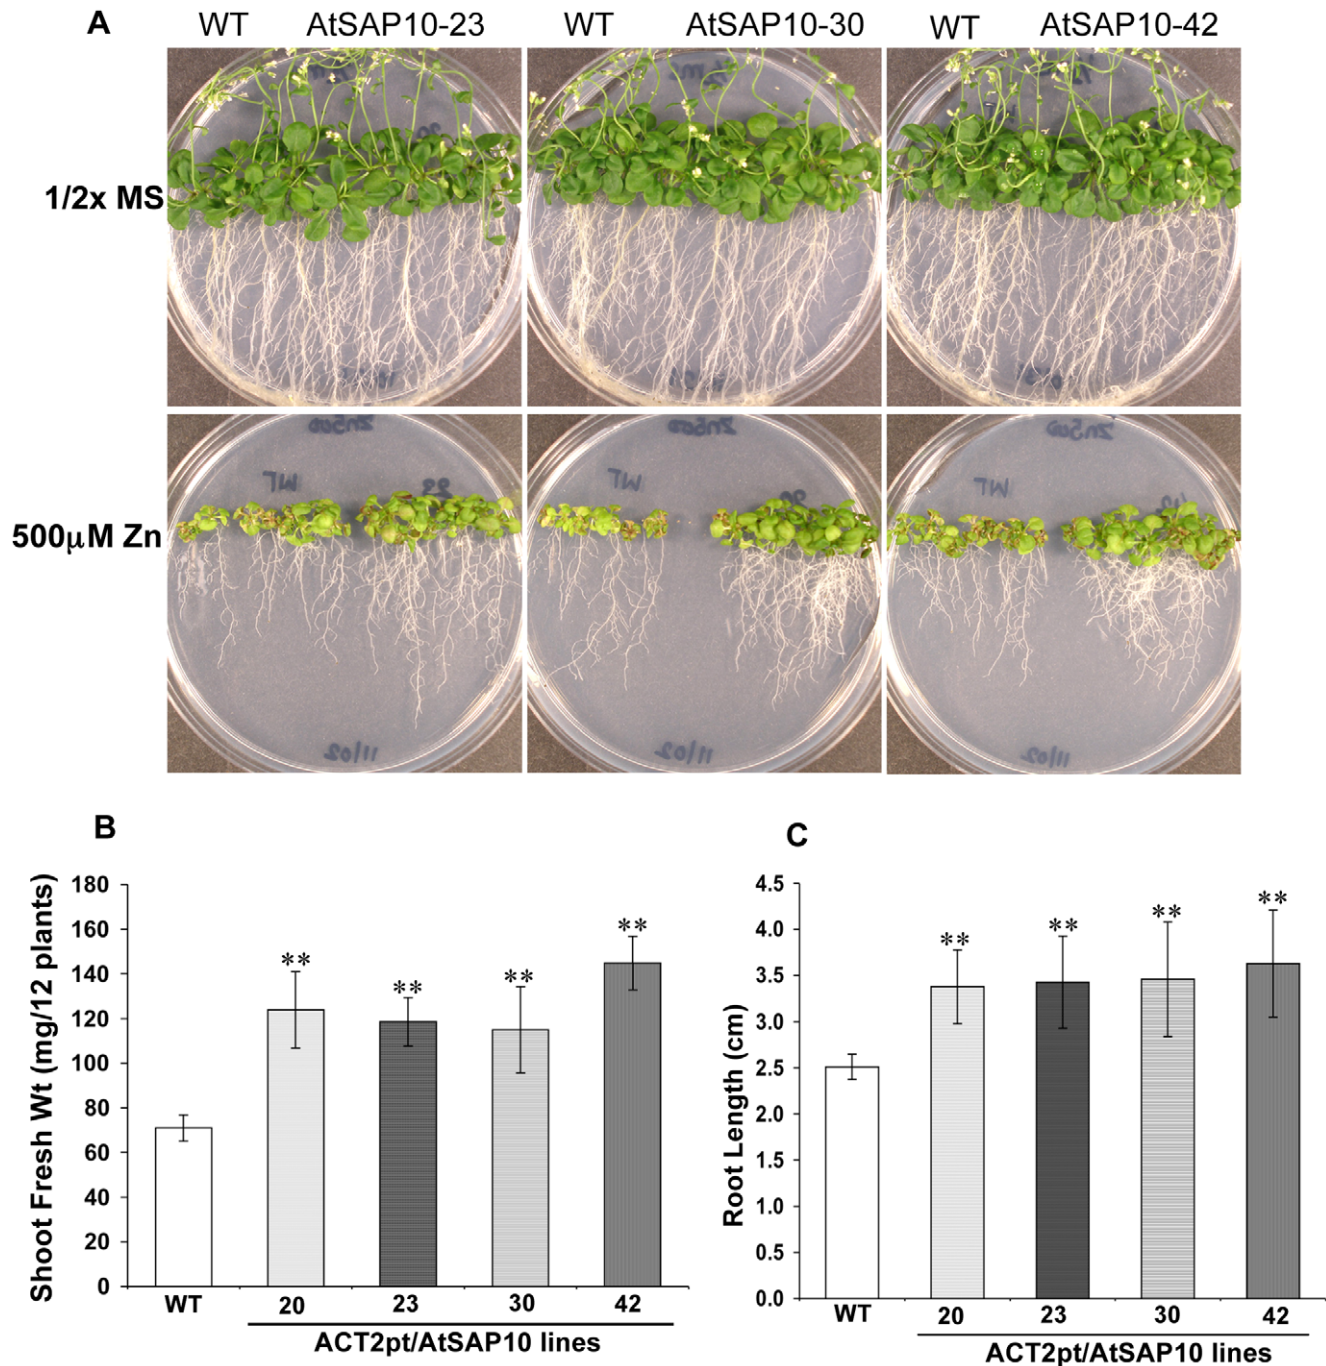 A
WT AtSAP10-23 WT AtSAP10-30 WT AtSAP10-42
1/2x MS
500μM Zn
Zn500 Zn500 Zn500
WT 23 WT WT
11/02 11/02 11/02
B
Shoot Fresh Wt (mg/12 plants)
180
160
140
120
100
80
60
40
20
0
** ** ** **
WT 20 23 30 42
ACT2pt/AtSAP10 lines
C
Root Length (cm)
4.5
4.0
3.5
3.0
2.5
2.0
1.5
1.0
0.5
0.0
** ** ** **
WT 20 23 30 42
ACT2pt/AtSAP10 lines